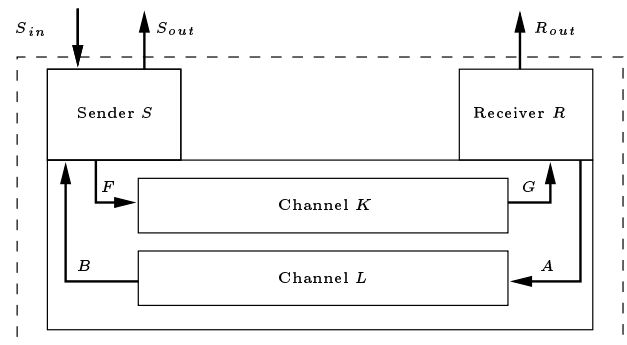 S_in S_out R_out
Sender S Receiver R
F G
Channel K
B A
Channel L